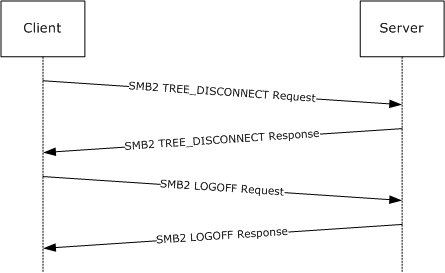 Client
Server
SMB2 TREE_DISCONNECT Request
SMB2 TREE_DISCONNECT Response
SMB2 LOGOFF Request
SMB2 LOGOFF Response